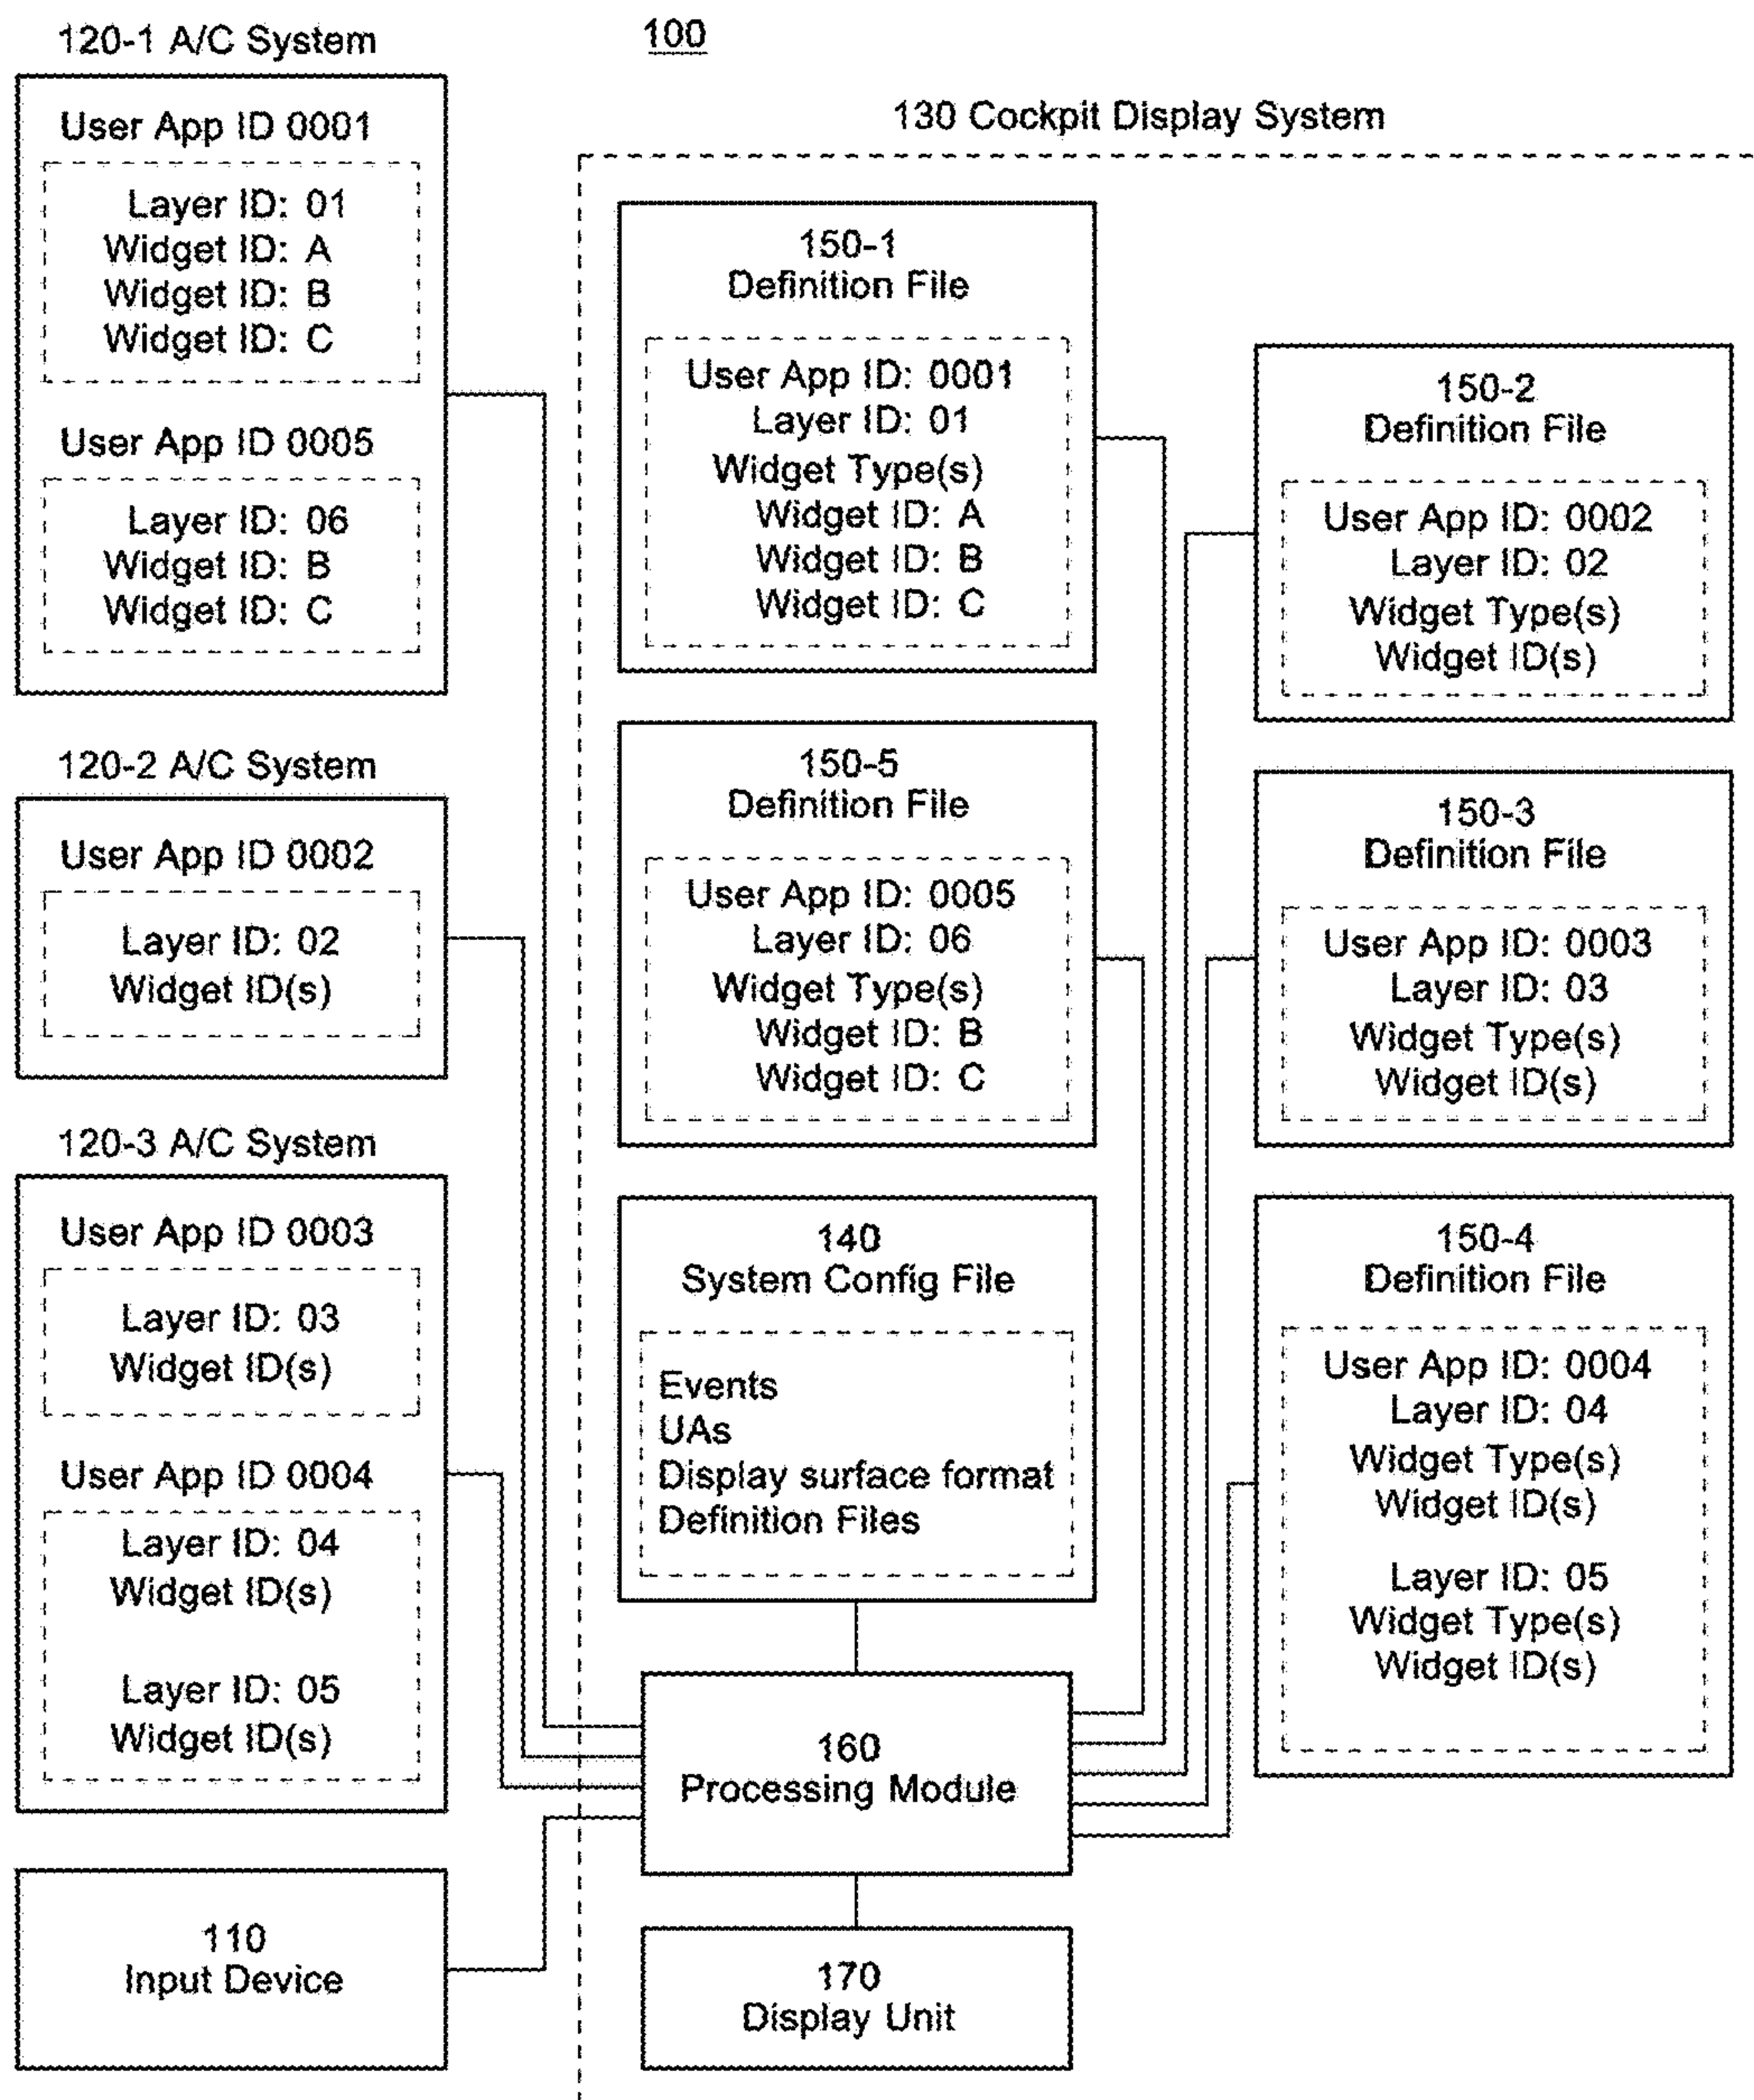 100
120-1 A/C System
User App ID 0001
Layer ID: 01
Widget ID: A
Widget ID: B
Widget ID: C
User App ID 0005
Layer ID: 06
Widget ID: B
Widget ID: C
120-2 A/C System
User App ID 0002
Layer ID: 02
Widget ID(s)
120-3 A/C System
User App ID 0003
Layer ID: 03
Widget ID(s)
User App ID 0004
Layer ID: 04
Widget ID(s)
Layer ID: 05
Widget ID(s)
110
Input Device
130 Cockpit Display System
150-1
Definition File
User App ID: 0001
Layer ID: 01
Widget Type(s)
Widget ID: A
Widget ID: B
Widget ID: C
150-5
Definition File
User App ID: 0005
Layer ID: 06
Widget Type(s)
Widget ID: B
Widget ID: C
140
System Config File
Events
UAs
Display surface format
Definition Files
160
Processing Module
170
Display Unit
150-2
Definition File
User App ID: 0002
Layer ID: 02
Widget Type(s)
Widget ID(s)
150-3
Definition File
User App ID: 0003
Layer ID: 03
Widget Type(s)
Widget ID(s)
150-4
Definition File
User App ID: 0004
Layer ID: 04
Widget Type(s)
Widget ID(s)
Layer ID: 05
Widget Type(s)
Widget ID(s)